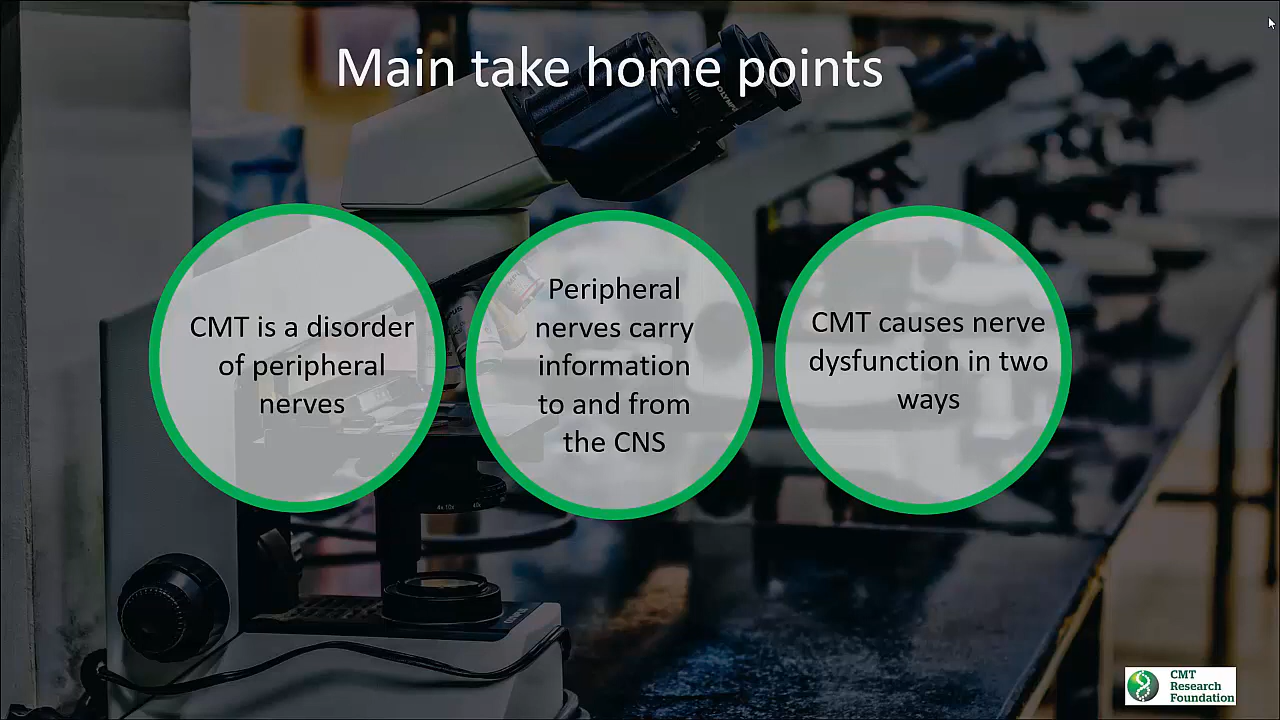 Main take home points
CMT is a disorder
of peripheral
nerves
Peripheral
nerves carry
information
to and from
the CNS
CMT causes nerve
dysfunction in two
ways
OLYMPUS
CMT
Research
Foundation